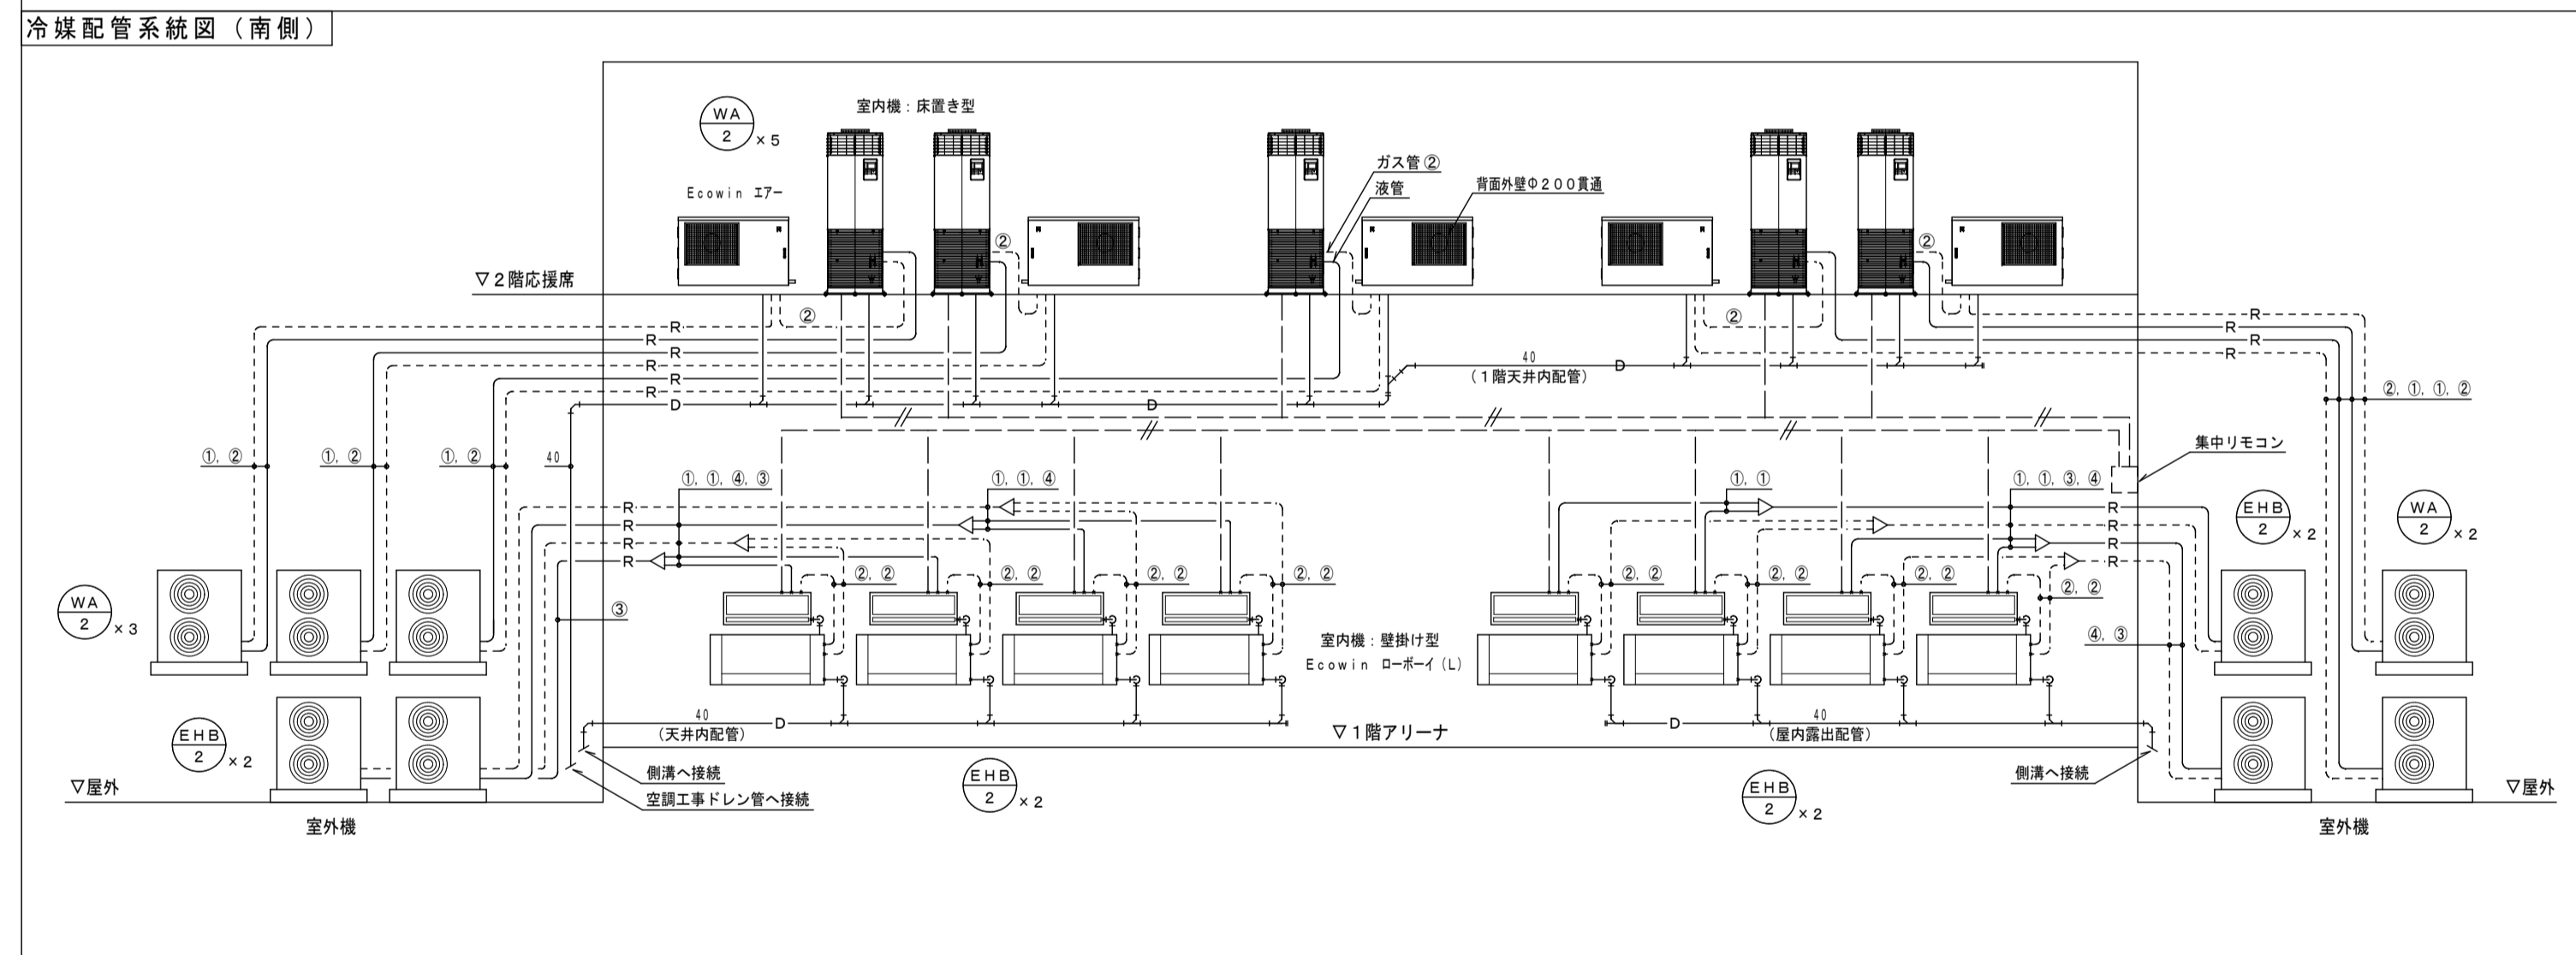 冷媒配管系統図（南側）
WA
2
×5
室内機：床置き型
Ecowin エアー
ガス管②
液管
背面外壁Φ200貫通
②
②
▽2階応援席
②
②
R
R
R
R
R
R
D
D
40
D
（1階天井内配管）
R
R
R
R
②, ①, ①, ②
①, ②
①, ②
①, ②
40
集中リモコン
①, ①, ④, ③
①, ①, ④
①, ①
①, ①, ③, ④
R
R
R
R
R
R
R
R
EHB
2
×2
WA
2
×2
②, ②
②, ②
②, ②
②, ②
②, ②
②, ②
②, ②
②, ②
WA
2
×3
③
室内機：壁掛け型
Ecowin ローボーイ(L)
④, ③
EHB
2
×2
40
D
（天井内配管）
▽1階アリーナ
D
40
（屋内露出配管）
側溝へ接続
空調工事ドレン管へ接続
EHB
2
×2
EHB
2
×2
側溝へ接続
▽屋外
▽屋外
室外機
室外機